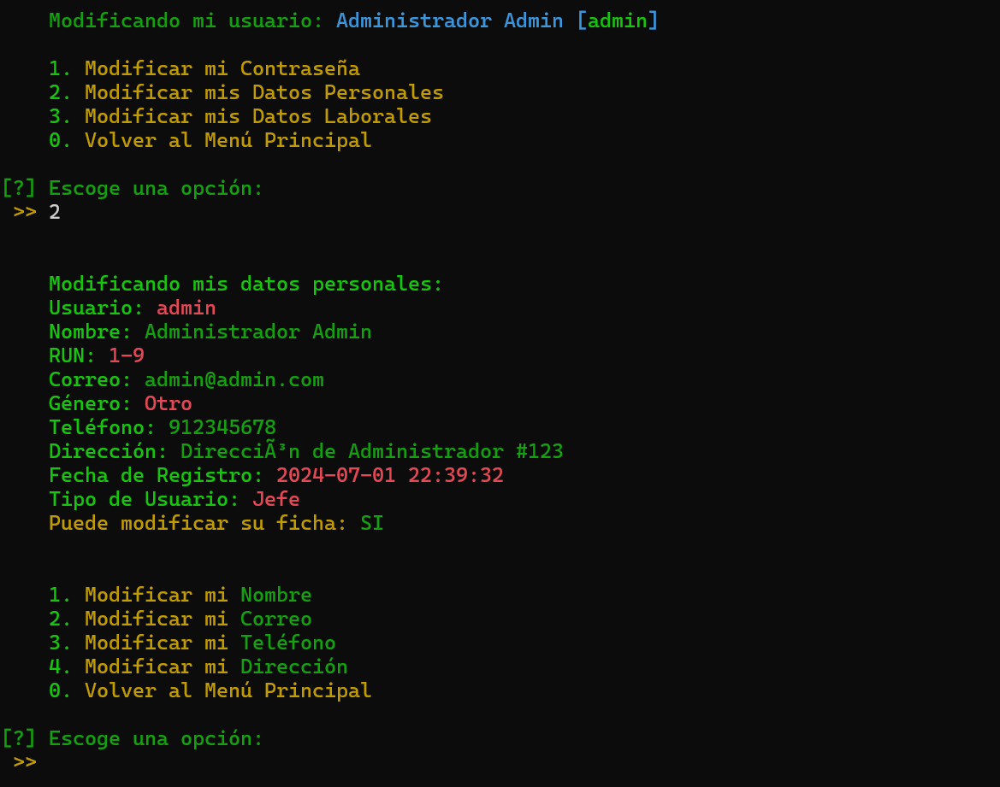 Modificando mi usuario: Administrador Admin [admin]
1. Modificar mi Contraseña
2. Modificar mis Datos Personales
3. Modificar mis Datos Laborales
0. Volver al Menú Principal
[?] Escoge una opción:
>> 2
Modificando mis datos personales:
Usuario: admin
Nombre: Administrador Admin
RUN: 1-9
Correo: admin@admin.com
Género: Otro
Teléfono: 912345678
Dirección: DirecciÃ³n de Administrador #123
Fecha de Registro: 2024-07-01 22:39:32
Tipo de Usuario: Jefe
Puede modificar su ficha: SI
1. Modificar mi Nombre
2. Modificar mi Correo
3. Modificar mi Teléfono
4. Modificar mi Dirección
0. Volver al Menú Principal
[?] Escoge una opción:
>>